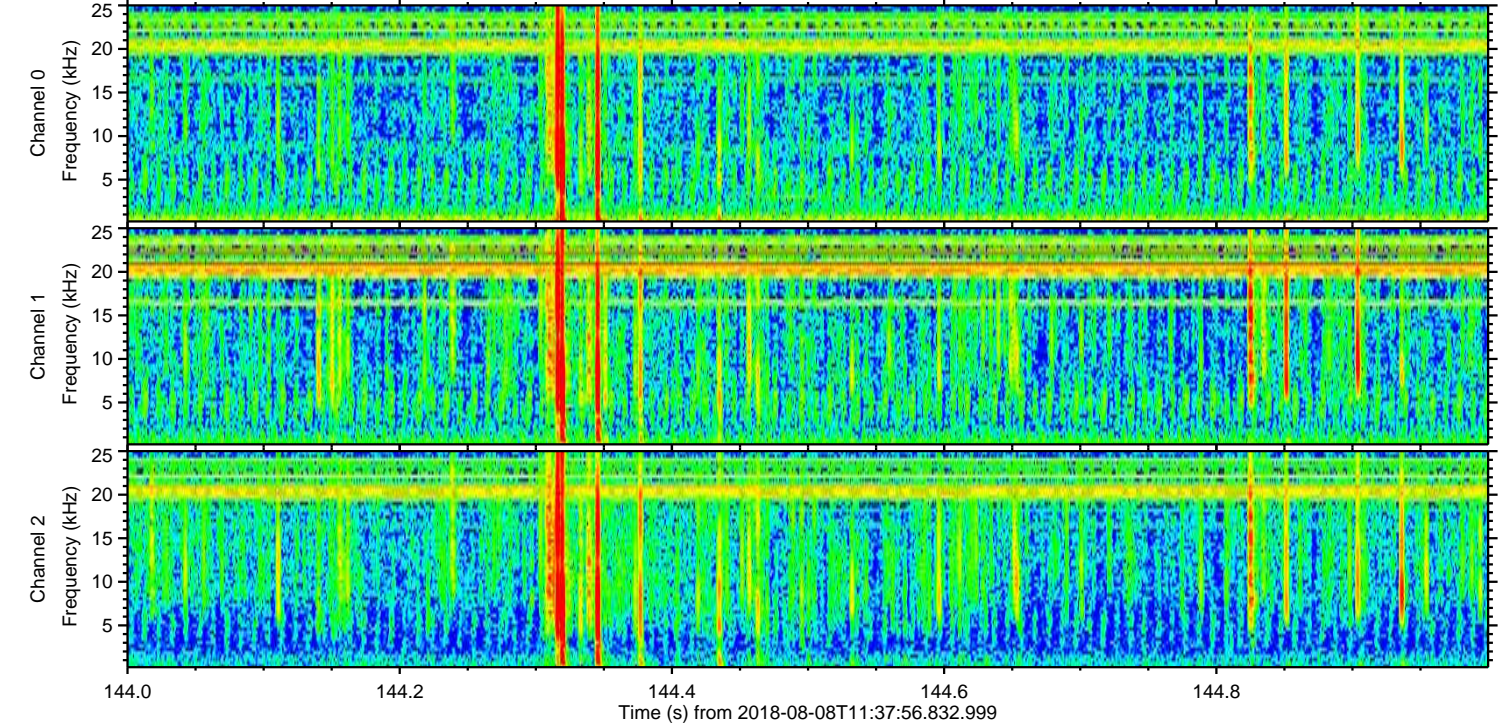 25
20
15
10
5
Channel 0
Frequency (kHz)
25
20
15
10
5
Channel 1
Frequency (kHz)
25
20
15
10
5
Channel 2
Frequency (kHz)
144.0 144.2 144.4 144.6 144.8
Time (s) from 2018-08-08T11:37:56.832.999